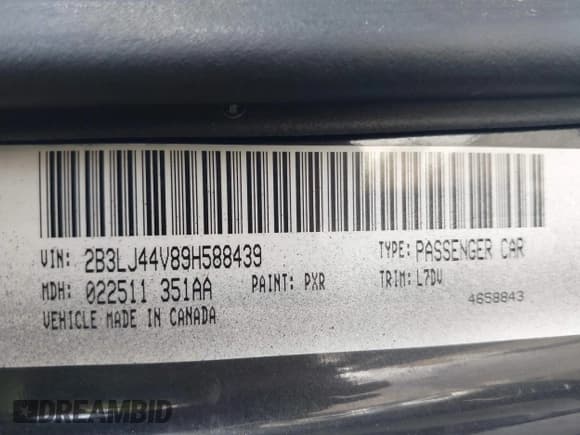 VIN: 2B3LJ44V89H588439 TYPE: PASSENGER CAR
MDH: 022511 351AA PAINT: PXR TRIM: L7DV
4658843
VEHICLE MADE IN CANADA
DREAMBID